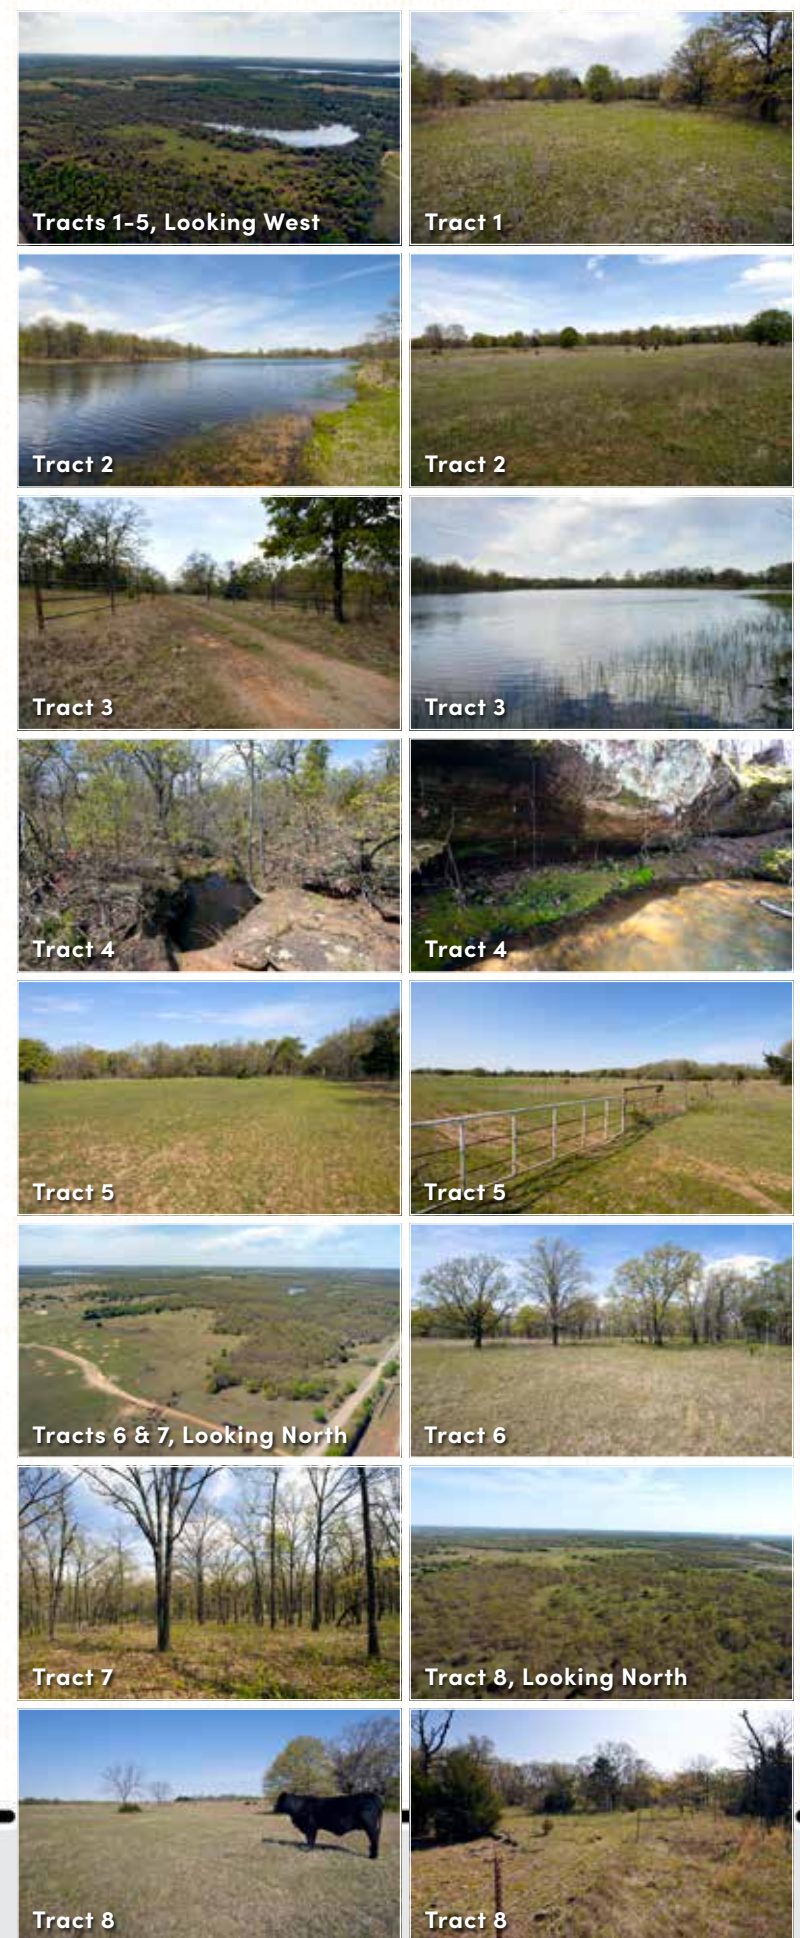 Tracts 1-5, Looking West
Tract 1
Tract 2
Tract 2
Tract 3
Tract 3
Tract 4
Tract 4
Tract 5
Tract 5
Tracts 6 & 7, Looking North
Tract 6
Tract 7
Tract 8, Looking North
Tract 8
Tract 8